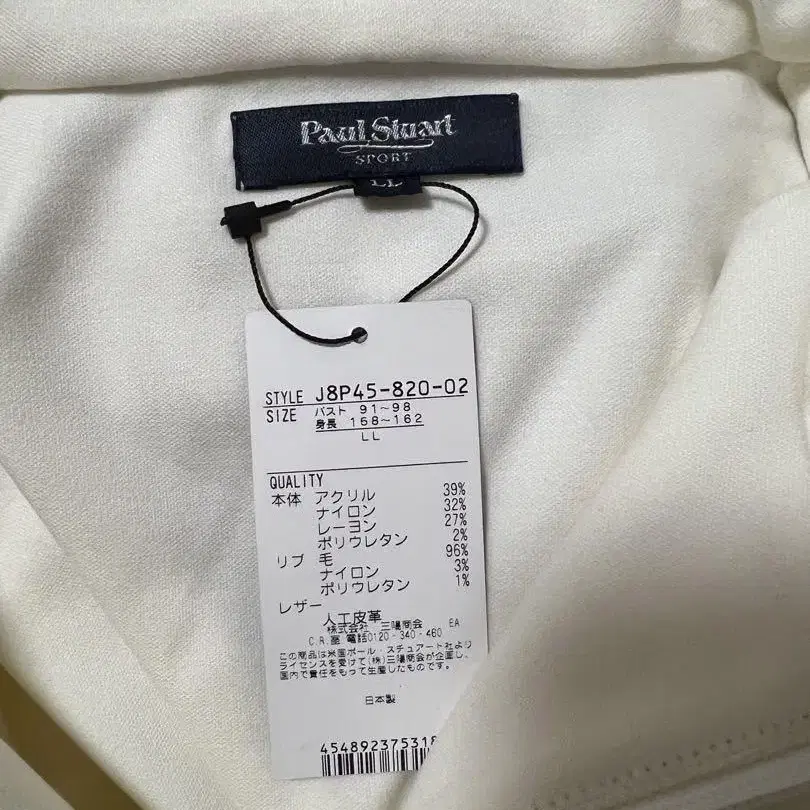 Paul Stuart
SPORT
LL
STYLE J8P45-820-02
SIZE バスト 91~98
身長 158~162
LL
QUALITY
本体 アクリル 39%
ナイロン 32%
レーヨン 27%
ポリウレタン 2%
リブ 毛 96%
ナイロン 3%
ポリウレタン 1%
レザー
人工皮革
株式会社 三陽商会 EA
C.R.室 電話0120-340-460
この商品は米国ポール・スチュアート社より
ライセンスを受けて(株)三陽商会が企画し、
国内で責任をもって生産したものです。
日本製
454892375318